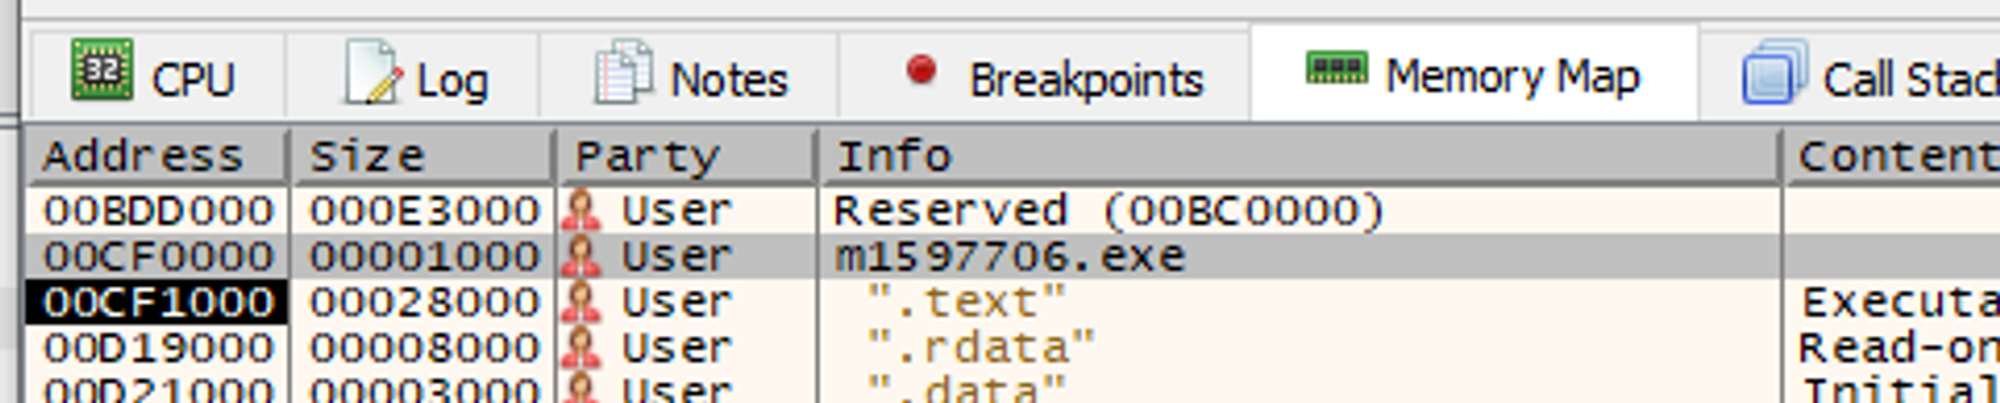 32 CPU Log Notes Breakpoints Memory Map Call Stack
Address Size Party Info Content
00BDD000 000E3000 User Reserved (00BC0000)
00CF0000 00001000 User m1597706.exe
00CF1000 00028000 User ".text" Executa
00D19000 00008000 User ".rdata" Read-on
00D21000 00003000 User ".data" Initial